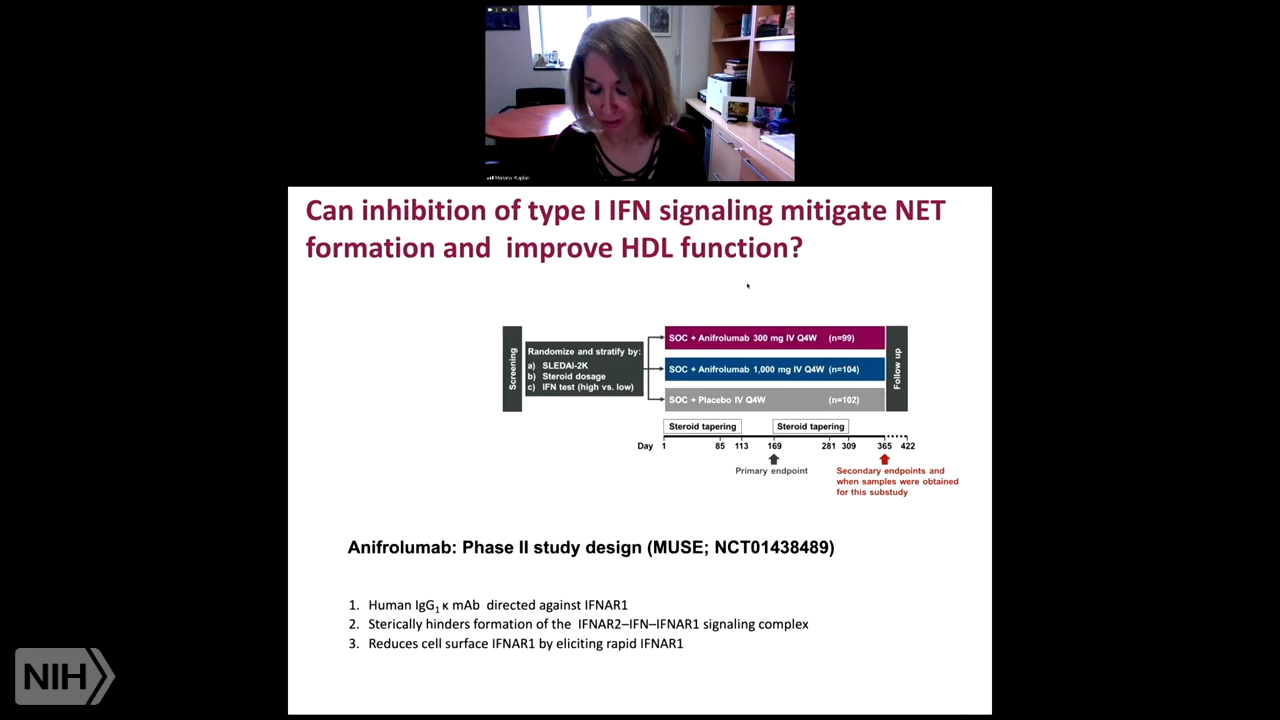 Mariana Kaplan
Can inhibition of type I IFN signaling mitigate NET
formation and improve HDL function?
Screening
Randomize and stratify by:
a) SLEDAI-2K
b) Steroid dosage
c) IFN test (high vs. low)
SOC + Anifrolumab 300 mg IV Q4W (n=99)
SOC + Anifrolumab 1,000 mg IV Q4W (n=104)
SOC + Placebo IV Q4W (n=102)
Follow up
Steroid tapering Steroid tapering
Day 1 85 113 169 281 309 365 422
Primary endpoint
Secondary endpoints and
when samples were obtained
for this substudy
Anifrolumab: Phase II study design (MUSE; NCT01438489)
1. Human IgG1 κ mAb directed against IFNAR1
2. Sterically hinders formation of the IFNAR2–IFN–IFNAR1 signaling complex
3. Reduces cell surface IFNAR1 by eliciting rapid IFNAR1
NIH